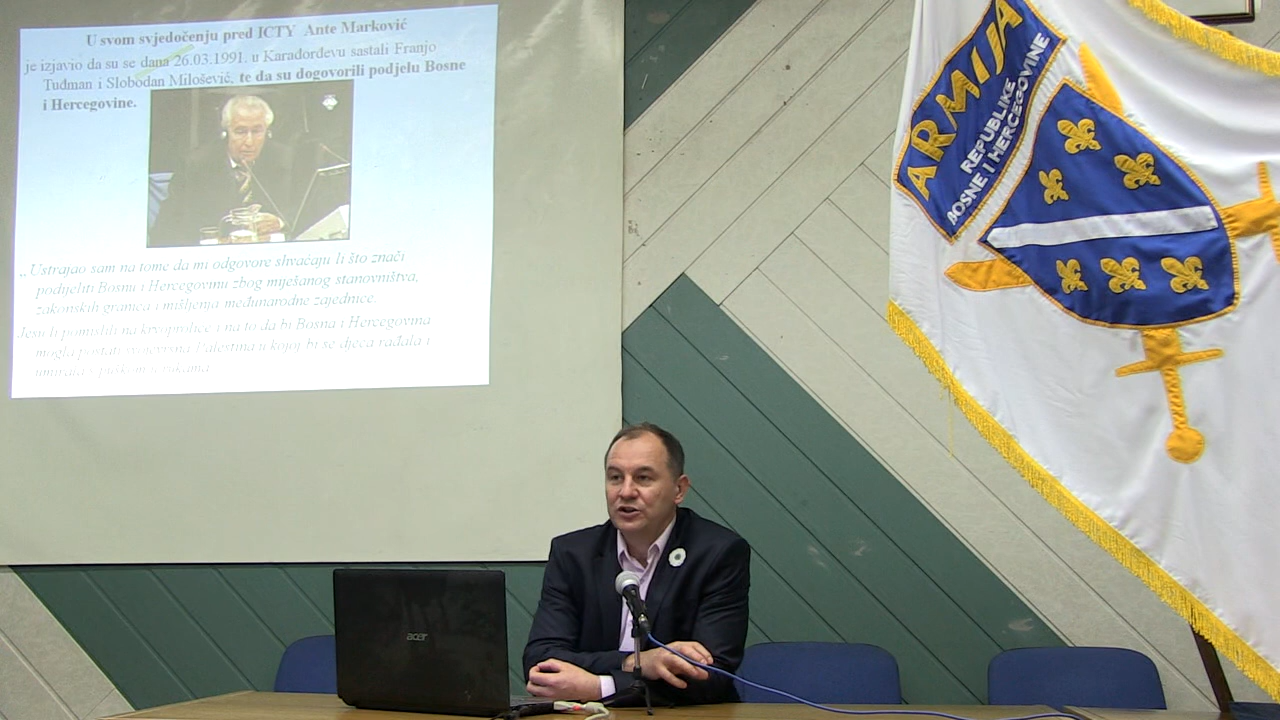 U svom svjedočenju pred ICTY Ante Marković
je izjavio da su se dana 26.03.1991. u Karađorđevu sastali Franjo
Tuđman i Slobodan Milošević, te da su dogovorili podjelu Bosne
i Hercegovine.
„Ustrajao sam na tome da mi odgovore shvaćaju li što znači
podijeliti Bosnu i Hercegovinu zbog mješanog stanovništva,
zakonskih granica i mišljenja međunarodne zajednice.
Jesu li pomislili na krvoproliće i na to da bi Bosna i Hercegovina
mogla postati svojevrsna Palestina u kojoj bi se djeca rađala i
umirala s puškom u rukama
ARMIJA
REPUBLIKE
BOSNE I HERCEGOVINE
acer